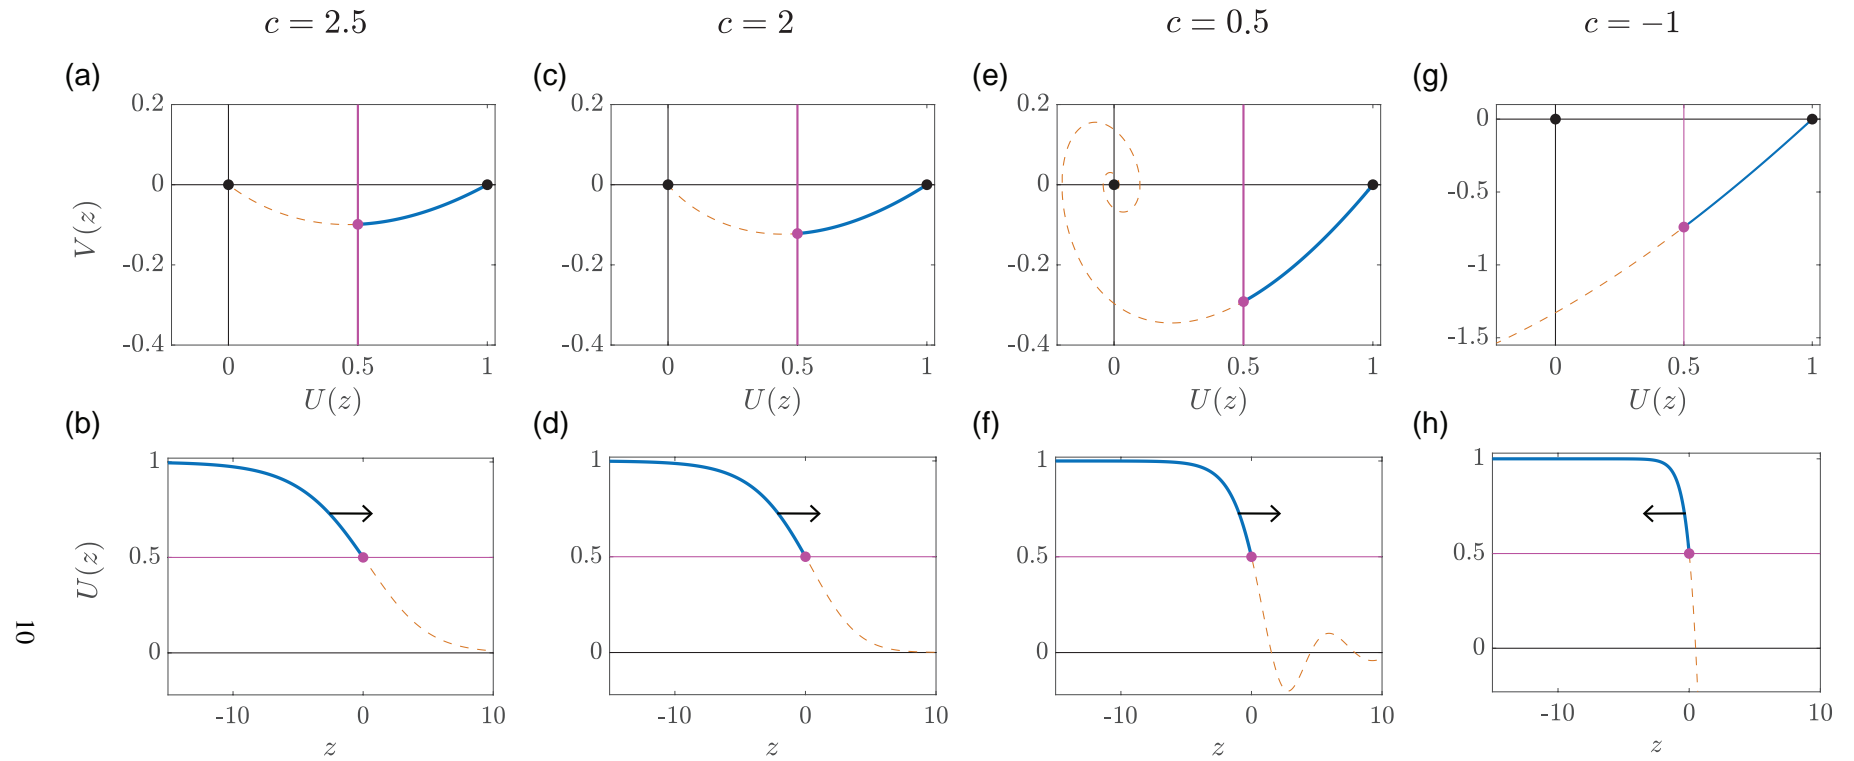 c = 2.5
c = 2
c = 0.5
c = −1
(a)
(c)
(e)
(g)
0.2
0
-0.2
-0.4
V(z)
0 0.5 1
U(z)
0.2
0
-0.2
-0.4
0 0.5 1
U(z)
0.2
0
-0.2
-0.4
0 0.5 1
U(z)
0
-0.5
-1
-1.5
0 0.5 1
U(z)
(b)
(d)
(f)
(h)
1
0.5
0
U(z)
-10 0 10
z
1
0.5
0
-10 0 10
z
1
0.5
0
-10 0 10
z
1
0.5
0
-10 0 10
z
10